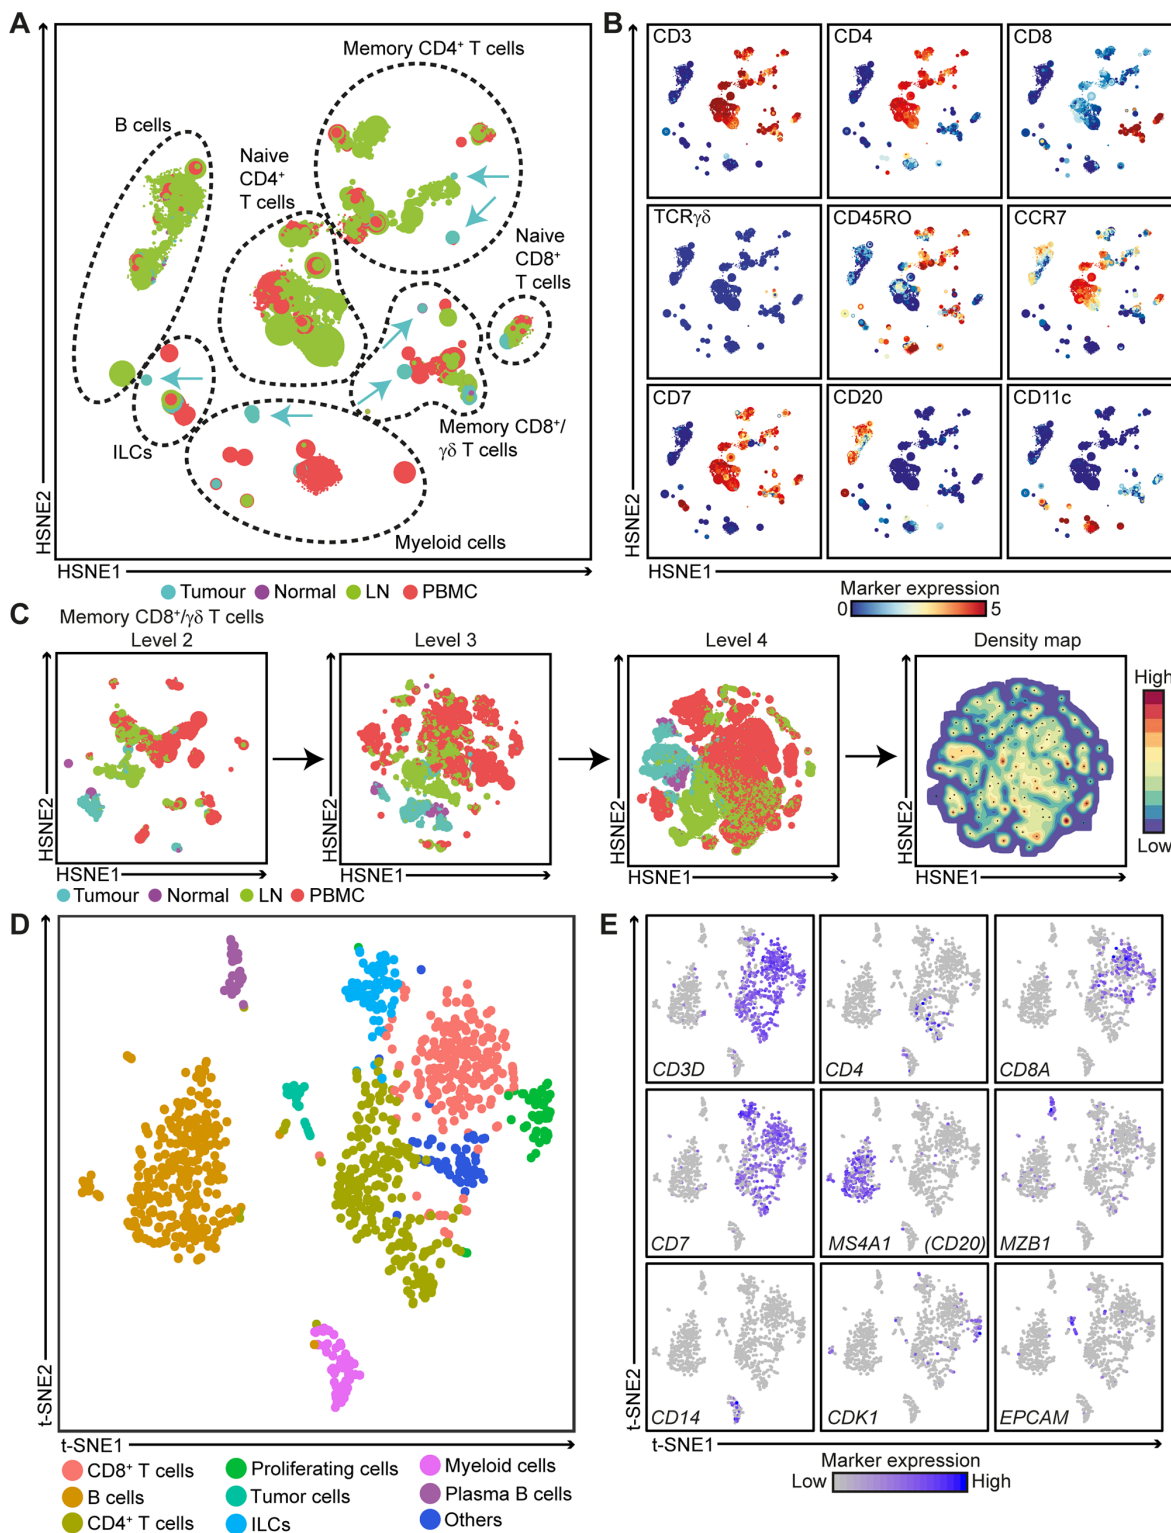 A
Memory CD4+ T cells
B cells
Naive
CD4+
T cells
Naive
CD8+
T cells
ILCs
Memory CD8+/
γδ T cells
Myeloid cells
HSNE2
HSNE1
Tumour Normal LN PBMC
B
CD3 CD4 CD8
TCRγδ CD45RO CCR7
CD7 CD20 CD11c
HSNE2
HSNE1
Marker expression
0 5
C
Memory CD8+/γδ T cells
Level 2 Level 3 Level 4 Density map
High
Low
HSNE2 HSNE2 HSNE2 HSNE2
HSNE1 HSNE1 HSNE1 HSNE1
Tumour Normal LN PBMC
D
t-SNE2
t-SNE1
CD8+ T cells Proliferating cells Myeloid cells
B cells Tumor cells Plasma B cells
CD4+ T cells ILCs Others
E
CD3D CD4 CD8A
CD7 MS4A1 (CD20) MZB1
CD14 CDK1 EPCAM
t-SNE2
t-SNE1
Marker expression
Low High